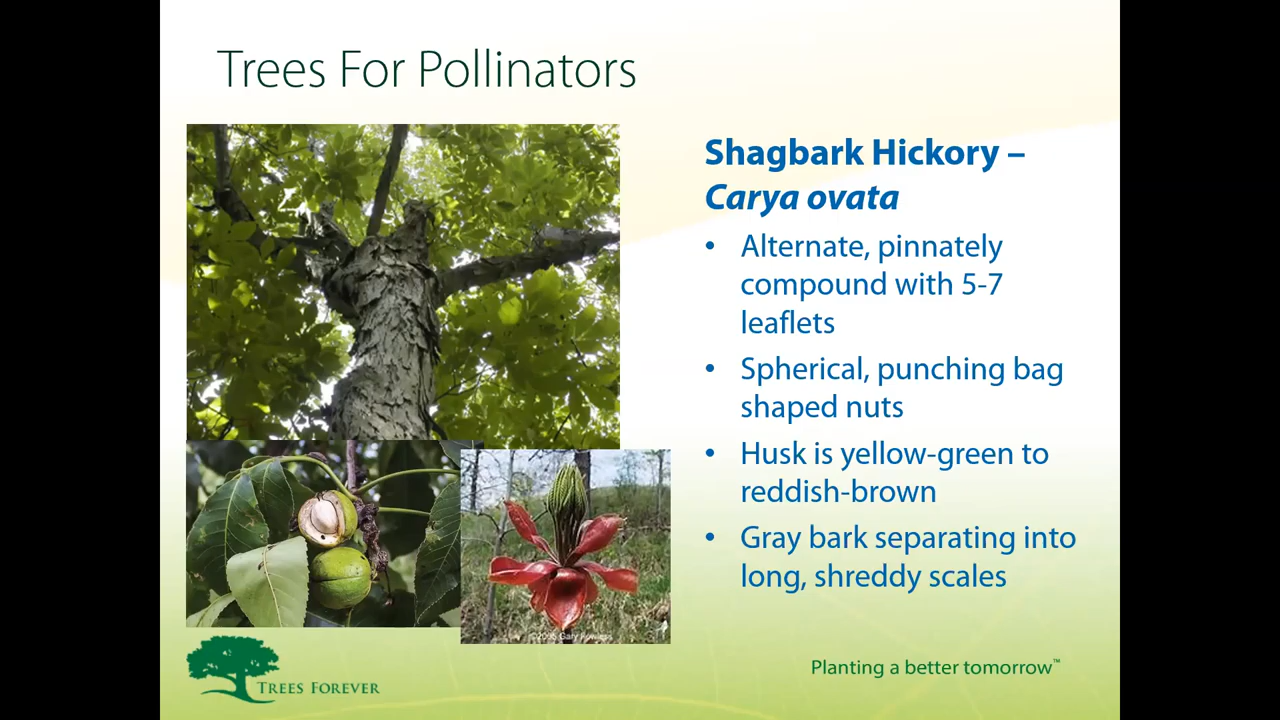 Trees For Pollinators
Shagbark Hickory –
Carya ovata
• Alternate, pinnately
compound with 5-7
leaflets
• Spherical, punching bag
shaped nuts
• Husk is yellow-green to
reddish-brown
• Gray bark separating into
long, shreddy scales
Gary
Planting a better tomorrow™
TREES FOREVER